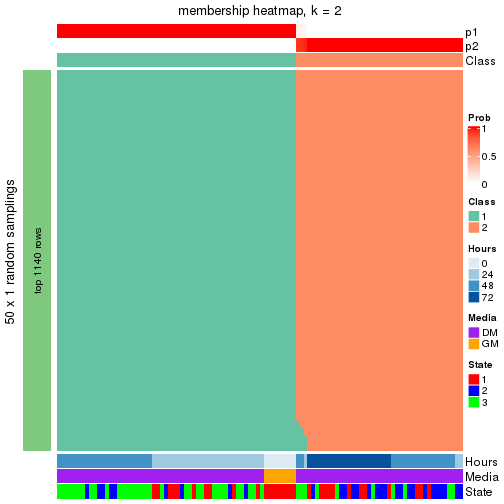 membership heatmap, k = 2
p1
p2
Class
50 x 1 random samplings
top 1140 rows
Prob
1
0.5
0
Class
1
2
Hours
0
24
48
72
Media
DM
GM
State
1
2
3
Hours
Media
State